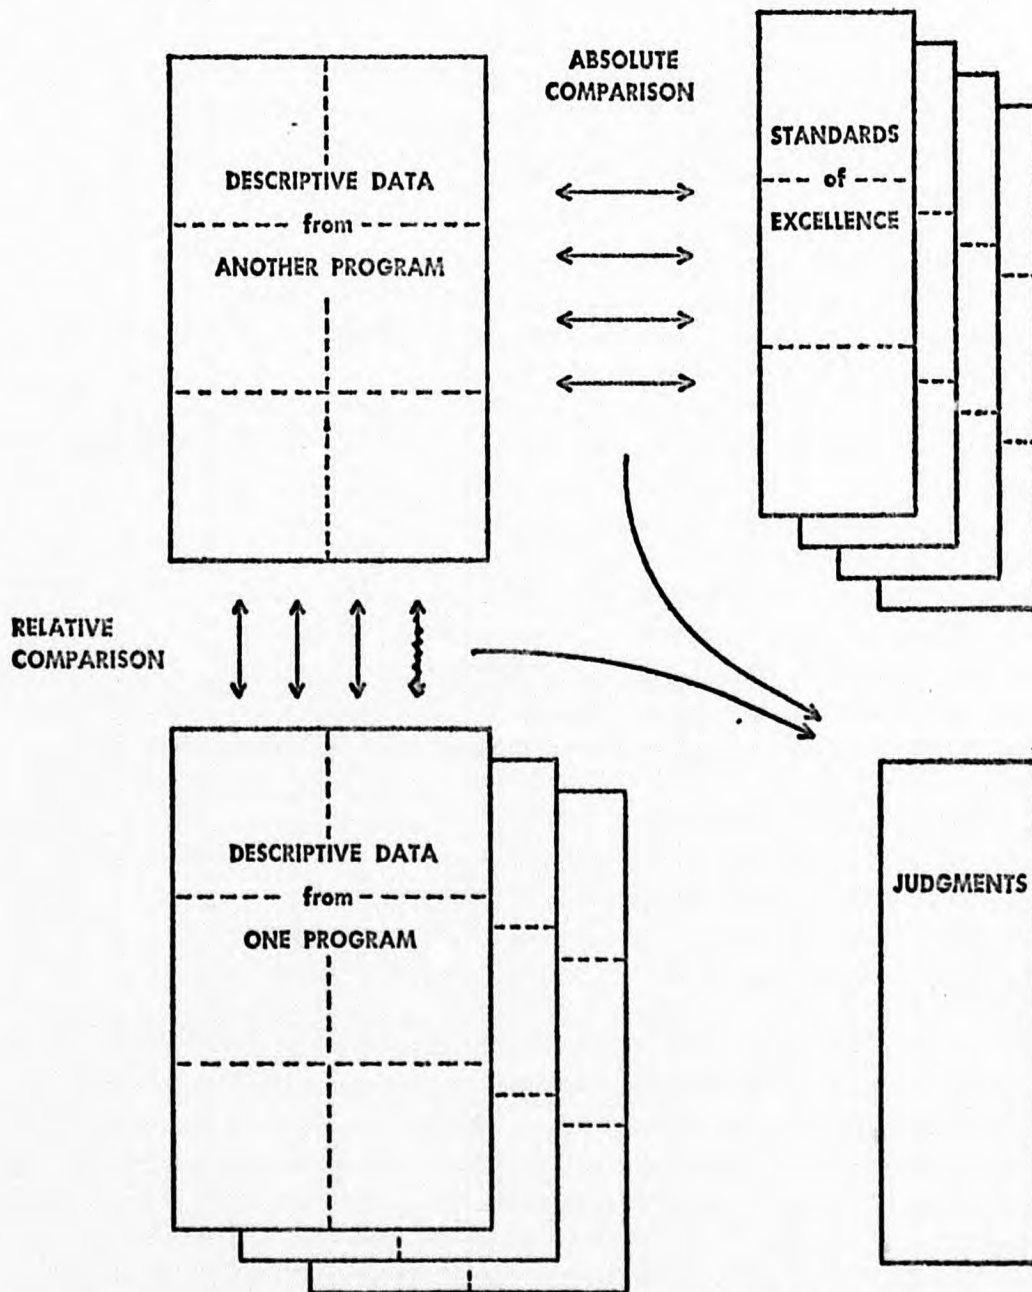 ABSOLUTE
COMPARISON
STANDARDS
of
EXCELLENCE
DESCRIPTIVE DATA
from
ANOTHER PROGRAM
RELATIVE
COMPARISON
DESCRIPTIVE DATA
from
ONE PROGRAM
JUDGMENTS